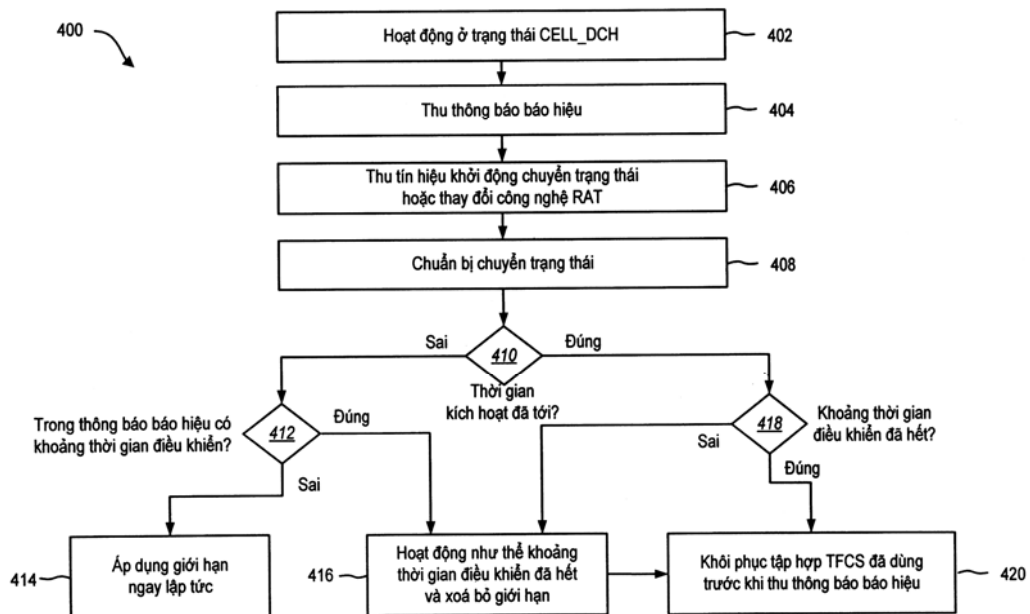 400
Hoạt động ở trạng thái CELL_DCH
402
Thu thông báo báo hiệu
404
Thu tín hiệu khởi động chuyển trạng thái
hoặc thay đổi công nghệ RAT
406
Chuẩn bị chuyển trạng thái
408
Sai
410
Đúng
Thời gian
kích hoạt đã tới?
Trong thông báo báo hiệu có
khoảng thời gian điều khiển?
412
Đúng
Sai
Sai
418
Khoảng thời gian
điều khiển đã hết?
Đúng
414
Áp dụng giới hạn
ngay lập tức
416
Hoạt động như thể khoảng
thời gian điều khiển đã hết
và xoá bỏ giới hạn
Khôi phục tập hợp TFCS đã dùng
trước khi thu thông báo báo hiệu
420